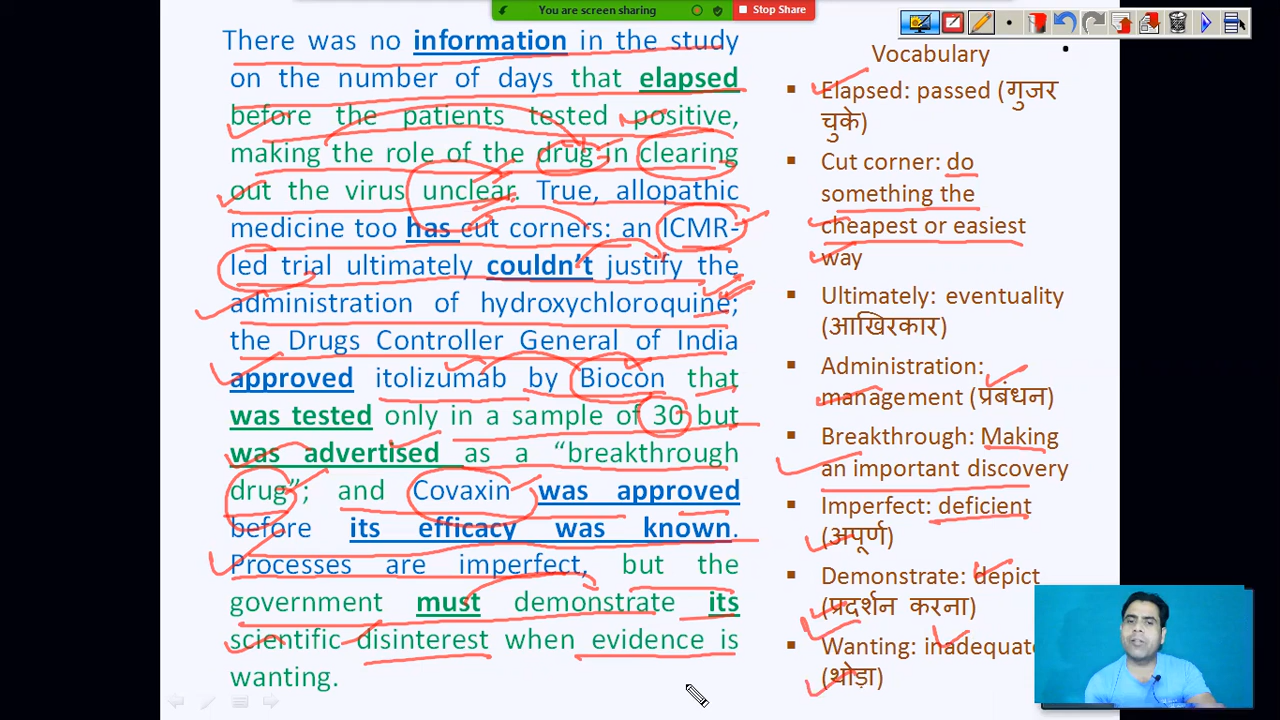 You are screen sharing
Stop Share
There was no information in the study
on the number of days that elapsed
before the patients tested positive,
making the role of the drug in clearing
out the virus unclear. True, allopathic
medicine too has cut corners: an ICMR-
led trial ultimately couldn't justify the
administration of hydroxychloroquine;
the Drugs Controller General of India
approved itolizumab by Biocon that
was tested only in a sample of 30 but
was advertised as a “breakthrough
drug”; and Covaxin was approved
before its efficacy was known.
Processes are imperfect, but the
government must demonstrate its
scientific disinterest when evidence is
wanting.
Vocabulary
▪ Elapsed: passed (गुजर
चुके)
▪ Cut corner: do
something the
cheapest or easiest
way
▪ Ultimately: eventuality
(आखिरकार)
▪ Administration:
management (प्रबंधन)
▪ Breakthrough: Making
an important discovery
▪ Imperfect: deficient
(अपूर्ण)
▪ Demonstrate: depict
(प्रदर्शन करना)
▪ Wanting: inadequat
(थोड़ा)